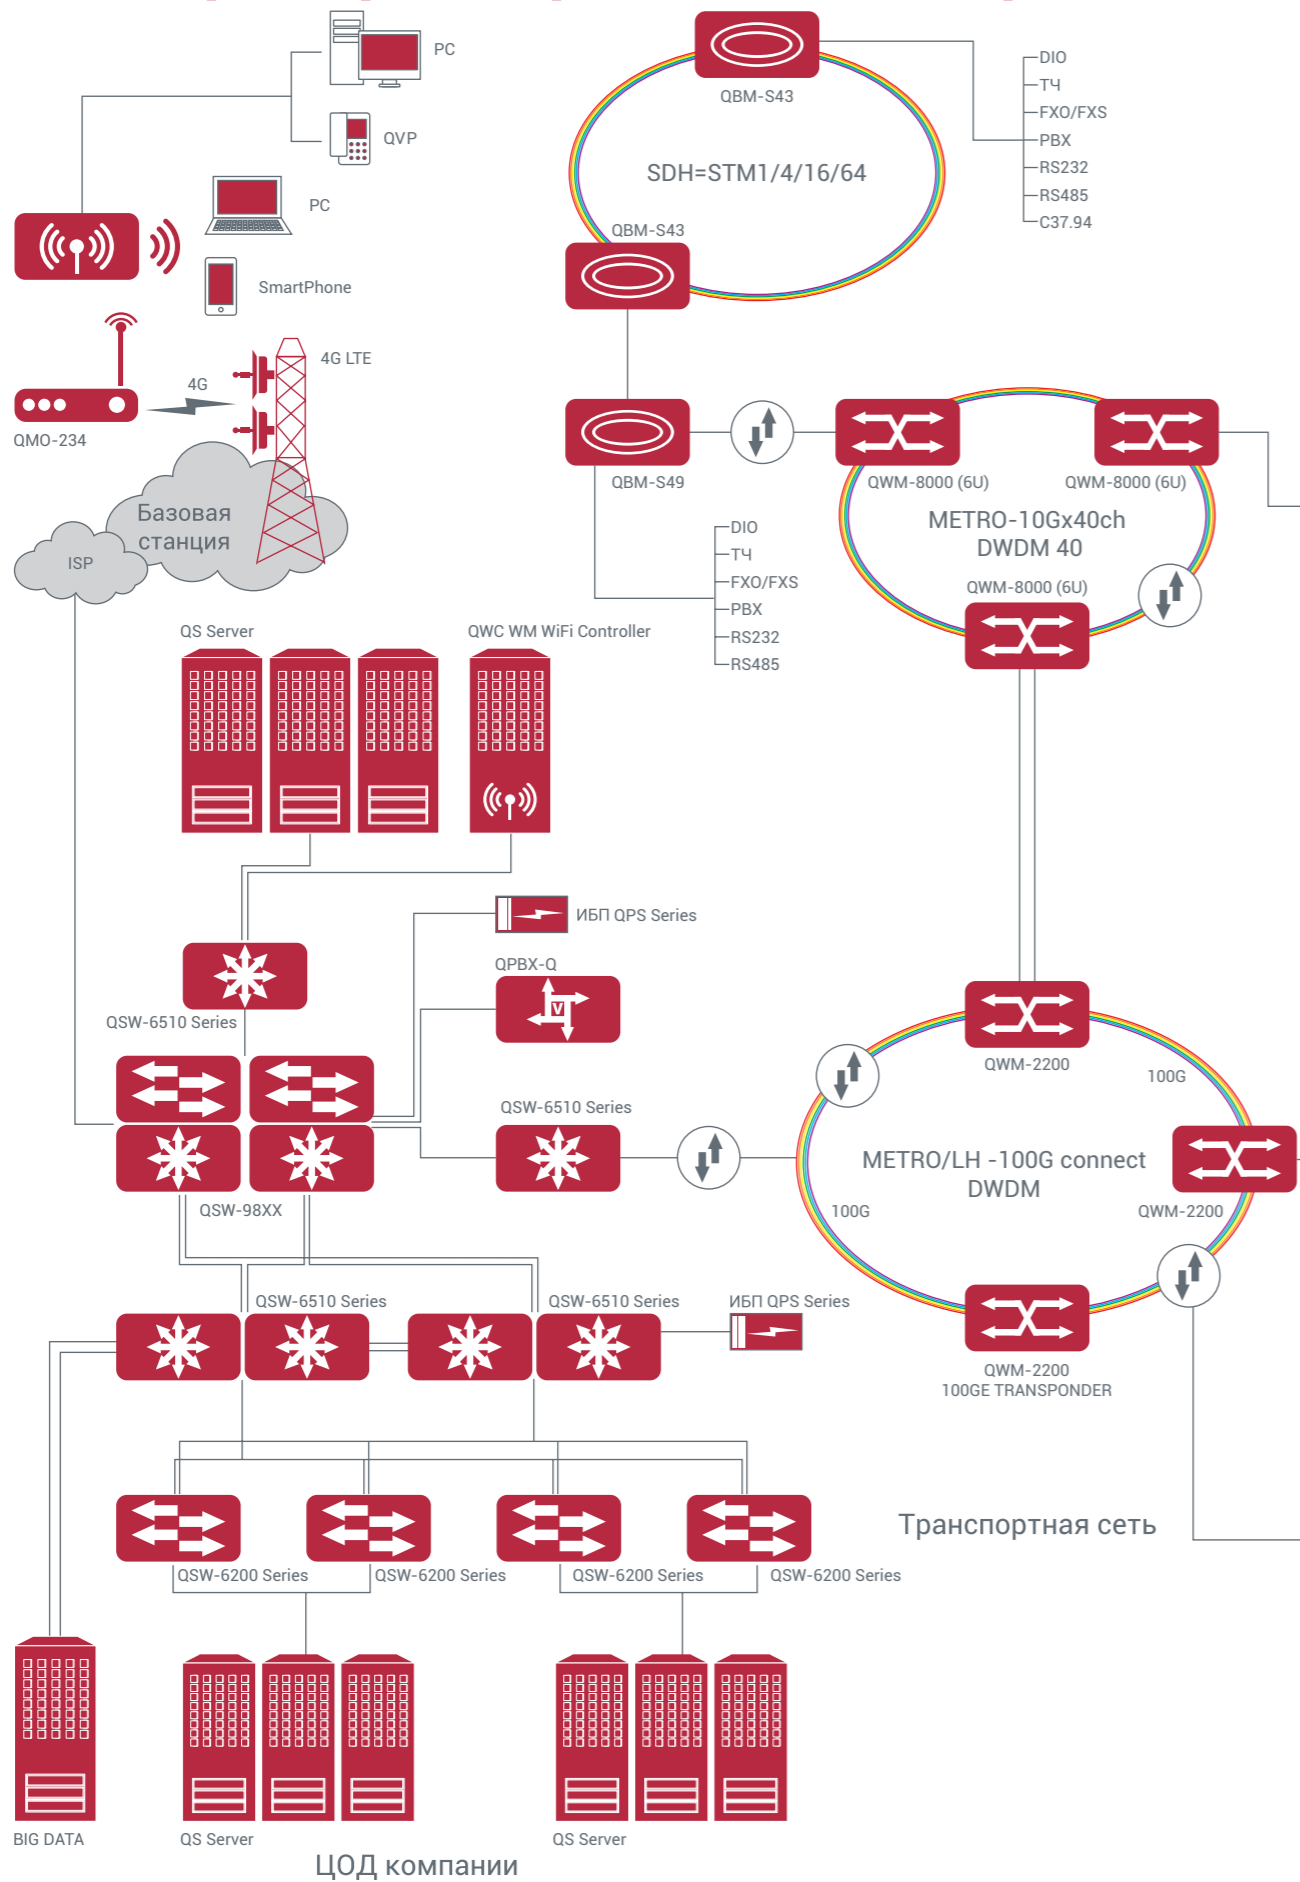 PC
QVP
PC
SmartPhone
4G LTE
4G
QMO-234
Базовая
станция
ISP
QBM-S43
SDH=STM1/4/16/64
QBM-S43
DIO
ТЧ
FXO/FXS
PBX
RS232
RS485
C37.94
QBM-S49
DIO
ТЧ
FXO/FXS
PBX
RS232
RS485
QWM-8000 (6U)
QWM-8000 (6U)
METRO-10Gx40ch
DWDM 40
QWM-8000 (6U)
QS Server
QWC WM WiFi Controller
ИБП QPS Series
QPBX-Q
V
QSW-6510 Series
QSW-6510 Series
QSW-98XX
QWM-2200
100G
METRO/LH -100G connect
DWDM
100G
QWM-2200
QSW-6510 Series
QSW-6510 Series
ИБП QPS Series
QWM-2200
100GE TRANSPONDER
Транспортная сеть
QSW-6200 Series
QSW-6200 Series
QSW-6200 Series
QSW-6200 Series
BIG DATA
QS Server
QS Server
ЦОД компании